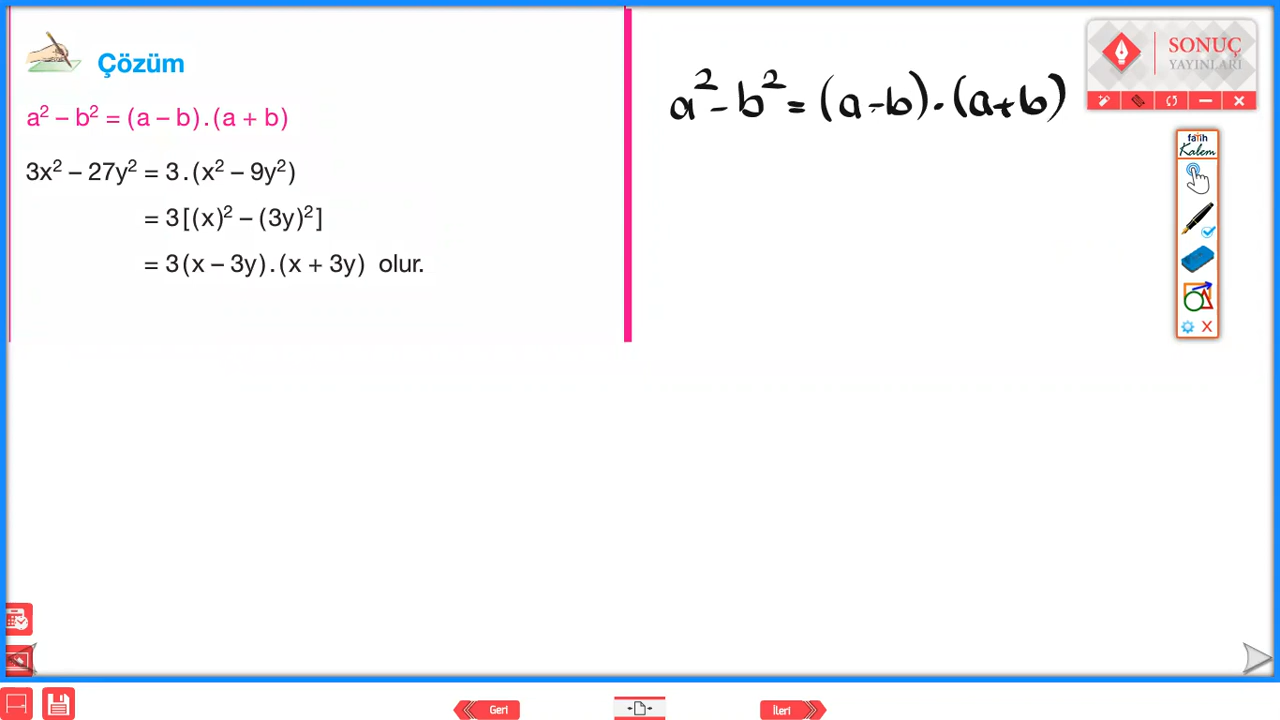 Çözüm
a² – b² = (a – b).(a + b)
3x² – 27y² = 3.(x² – 9y²)
= 3[(x)² – (3y)²]
= 3(x – 3y).(x + 3y) olur.
a² - b² = (a - b) · (a + b)
SONUÇ
YAYINLARI
fatih
Kalem
Geri
İleri